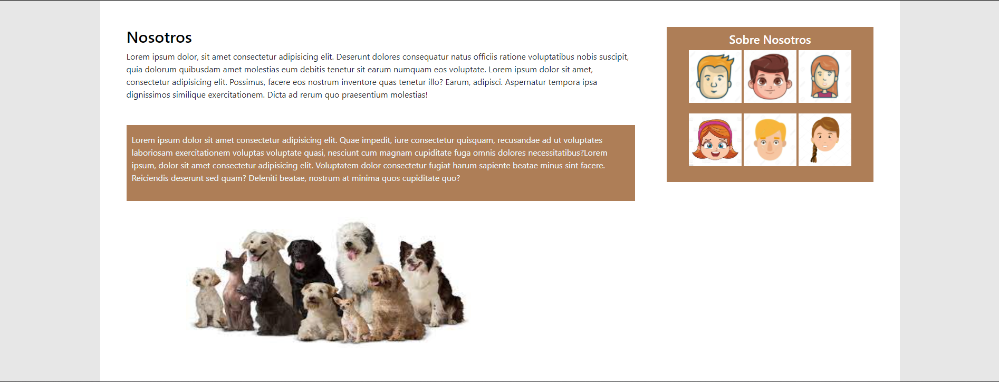 Nosotros
Lorem ipsum dolor, sit amet consectetur adipisicing elit. Deserunt dolores consequatur natus officiis ratione voluptatibus nobis suscipit,
quia dolorum quibusdam amet molestias eum debitis tenetur sit earum numquam eos voluptate. Lorem ipsum dolor sit amet,
consectetur adipisicing elit. Possimus, facere eos nostrum inventore quas tenetur illo? Earum, adipisci. Aspernatur tempora ipsa
dignissimos similique exercitationem. Dicta ad rerum quo praesentium molestias!
Lorem ipsum dolor sit amet consectetur adipisicing elit. Quae impedit, iure consectetur quisquam, recusandae ad ut voluptates
laboriosam exercitationem voluptas voluptate quasi, nesciunt cum magnam cupiditate fuga omnis dolores necessitatibus?Lorem
ipsum, dolor sit amet consectetur adipisicing elit. Voluptatem dolor consectetur fugiat harum sapiente beatae minus sint facere.
Reiciendis deserunt sed quam? Deleniti beatae, nostrum at minima quos cupiditate quo?
Sobre Nosotros